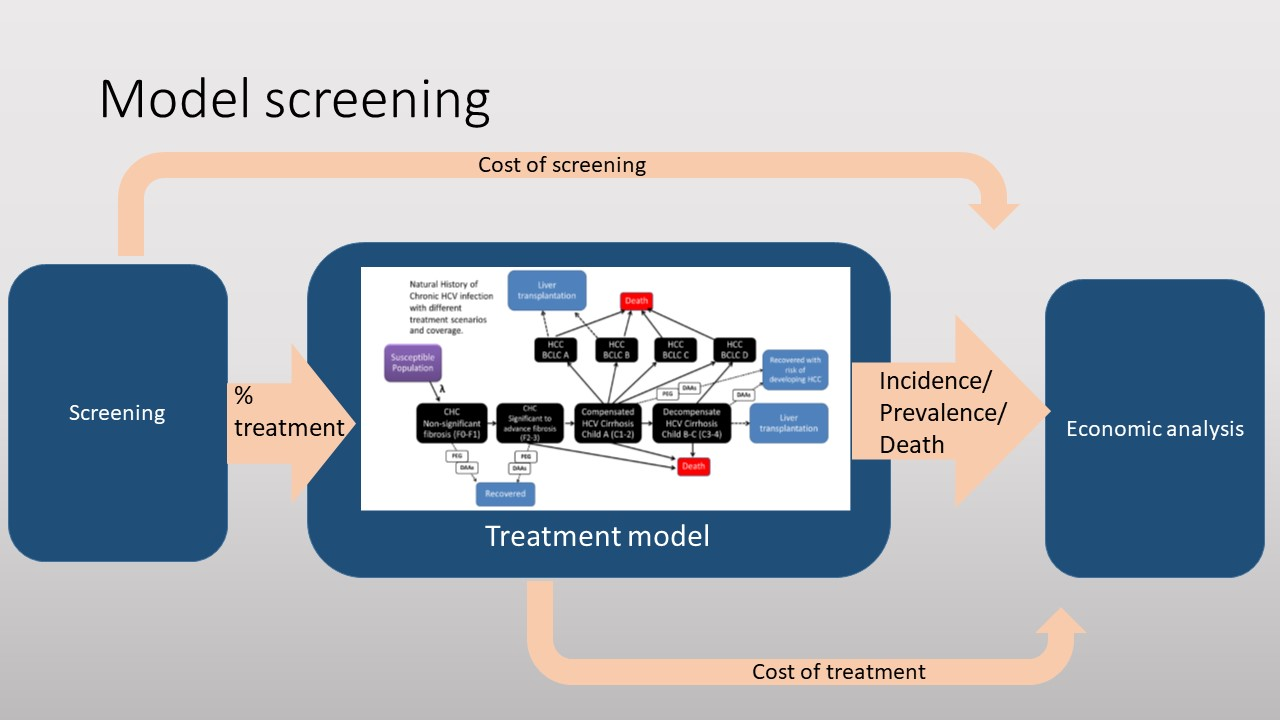 Model screening
Cost of screening
Screening
%
treatment
Natural History of
Chronic HCV infection
with different
treatment scenarios
and coverage.
Liver
transplantation
Death
Susceptible
Population
λ
HCC
BCLC A
HCC
BCLC B
HCC
BCLC C
HCC
BCLC D
Recovered with
risk of
developing HCC
PEG
DAAs
DAAs
CHC
Non-significant
fibrosis (F0-F1)
CHC
Significant to
advance fibrosis
(F2-3)
Compensated
HCV Cirrhosis
Child A (C1-2)
Decompensate
HCV Cirrhosis
Child B-C (C3-4)
Liver
transplantation
PEG
DAAs
PEG
DAAs
Death
Recovered
Treatment model
Incidence/
Prevalence/
Death
Economic analysis
Cost of treatment